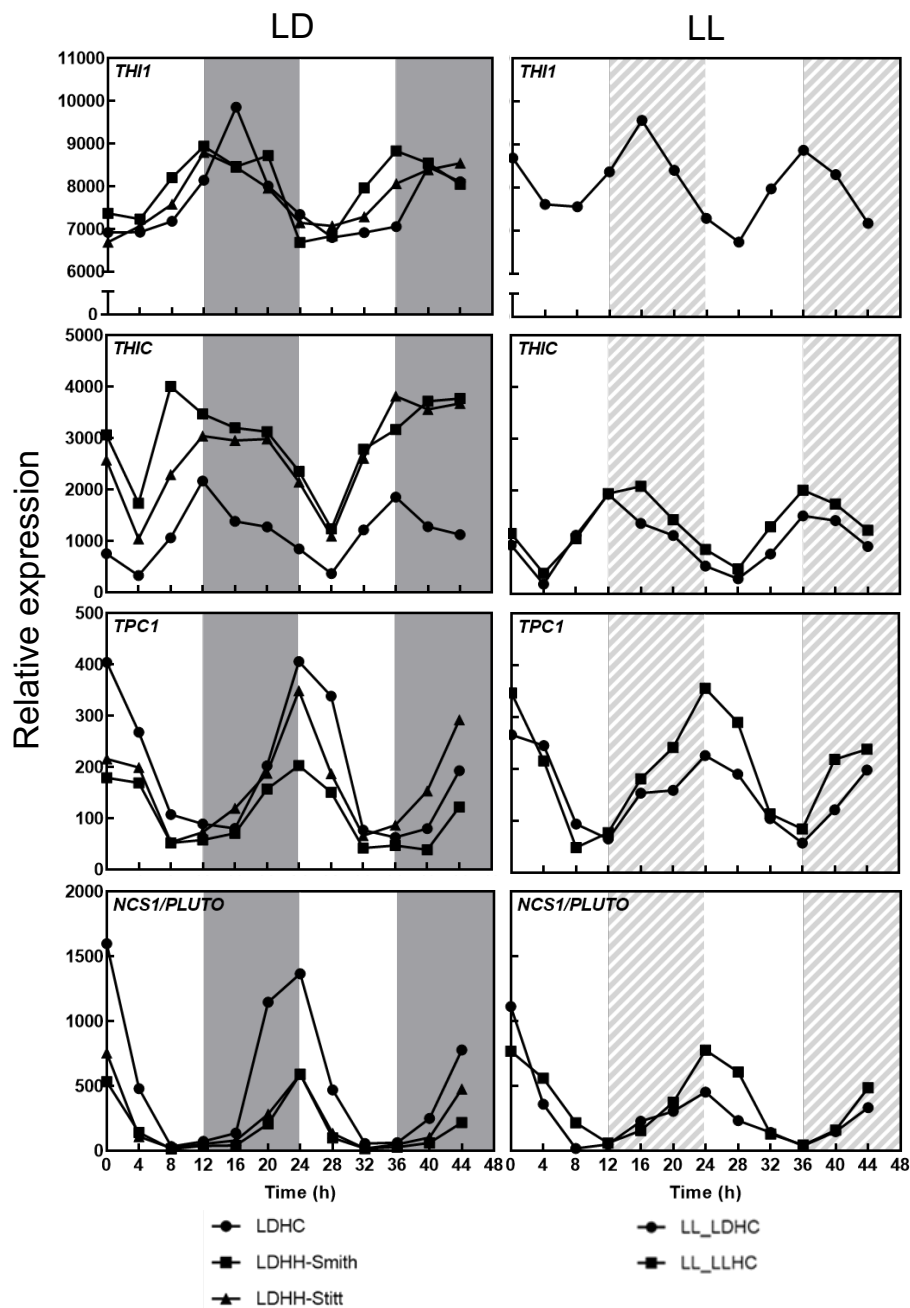 LD
LL
Relative expression
THI1
11000
10000
9000
8000
7000
6000
0
THI1
THIC
5000
4000
3000
2000
1000
0
THIC
TPC1
500
400
300
200
100
0
TPC1
NCS1/PLUTO
2000
1500
1000
500
0
NCS1/PLUTO
0 4 8 12 16 20 24 28 32 36 40 44 48
0 4 8 12 16 20 24 28 32 36 40 44 48
Time (h)
Time (h)
LDHC
LDHH-Smith
LDHH-Stitt
LL_LDHC
LL_LLHC